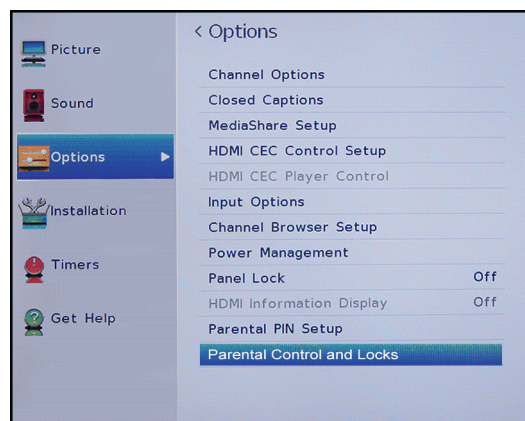 Picture
Sound
Options
Installation
Timers
Get Help
< Options
Channel Options
Closed Captions
MediaShare Setup
HDMI CEC Control Setup
HDMI CEC Player Control
Input Options
Channel Browser Setup
Power Management
Panel Lock Off
HDMI Information Display Off
Parental PIN Setup
Parental Control and Locks